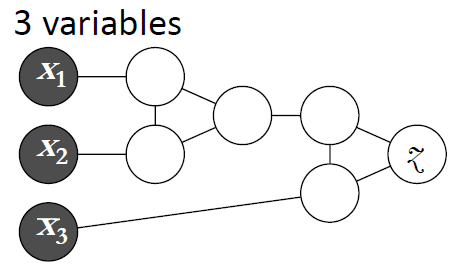 3 variables
x₁
x₂
x₃